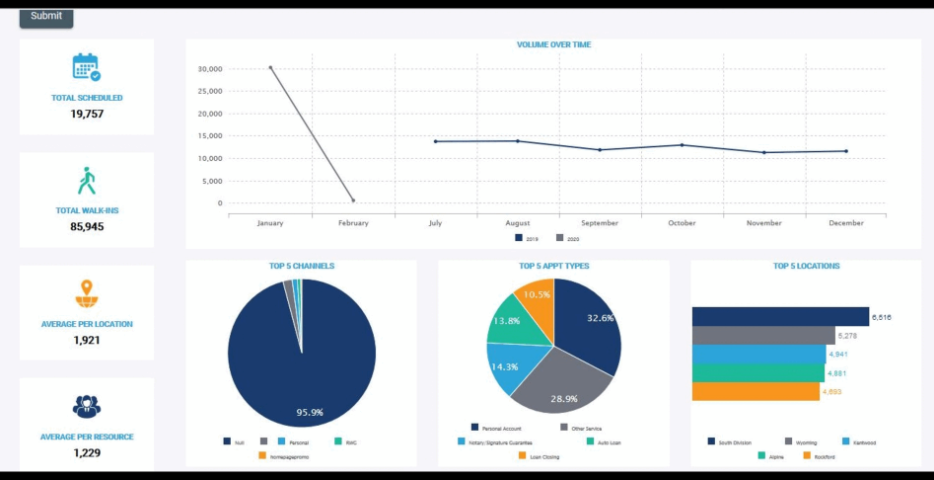 Submit
TOTAL SCHEDULED
19,757
TOTAL WALK-INS
85,945
AVERAGE PER LOCATION
1,921
AVERAGE PER RESOURCE
1,229
VOLUME OVER TIME
30,000
25,000
20,000
15,000
10,000
5,000
0
January February July August September October November December
2019 2020
TOP 5 CHANNELS
95.9%
Null Personal RMC
homepagepromo
TOP 5 APPT TYPES
32.6%
28.9%
14.3%
13.8%
10.5%
Personal Account Other Service
Notary/Signature Guarantee Auto Loan
Loan Closing
TOP 5 LOCATIONS
6,516
5,278
4,941
4,881
4,693
South Division Wyoming Kentwood
Alpine Rockford